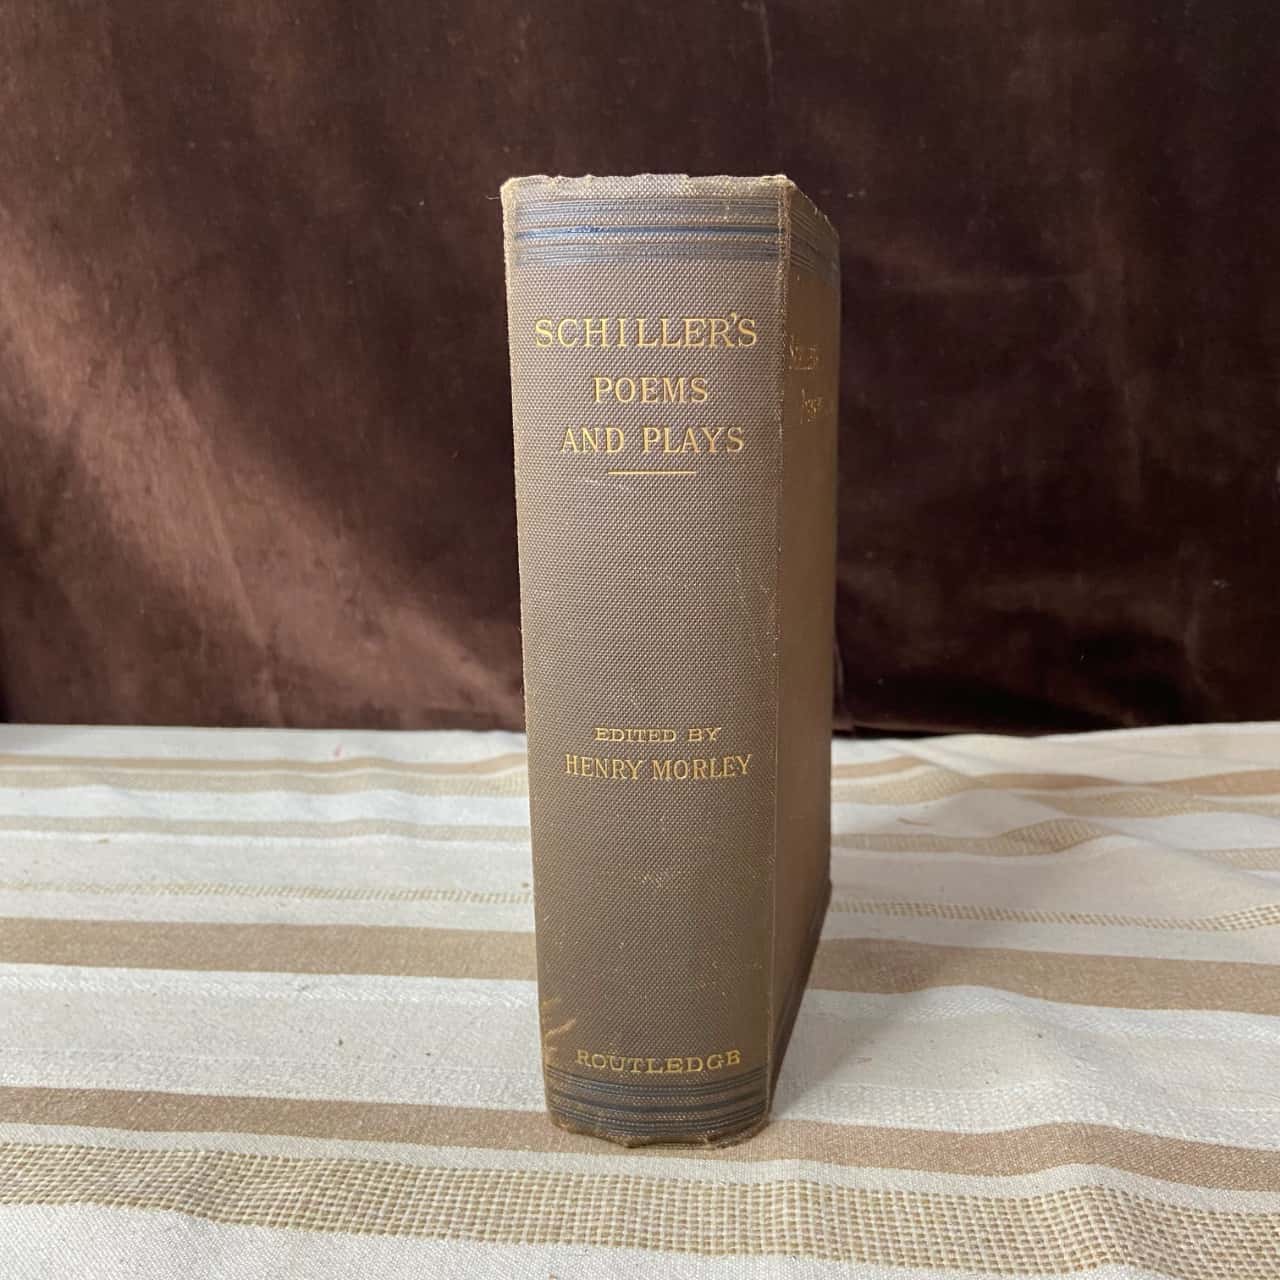 SCHILLER'S
POEMS
AND PLAYS
EDITED BY
HENRY MORLEY
ROUTLEDGE